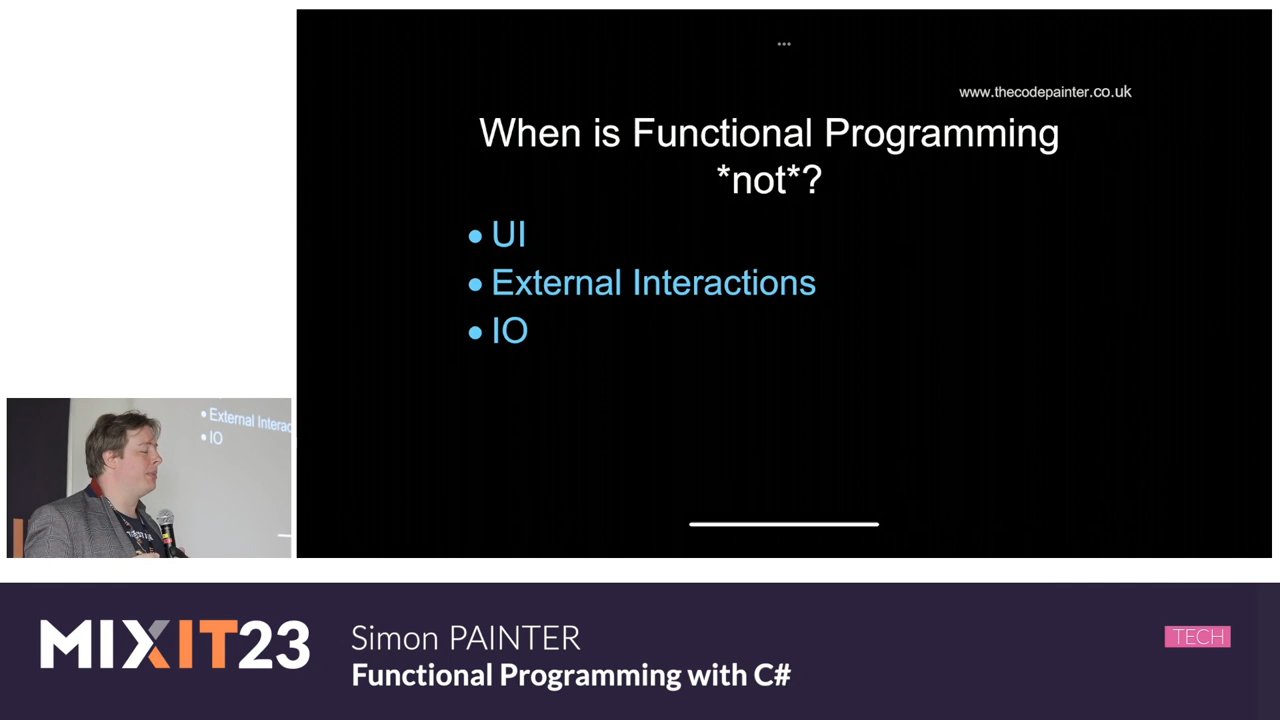 www.thecodepainter.co.uk
When is Functional Programming
*not*?
• UI
• External Interactions
• IO
• External Interac
• IO
MIXIT23
Simon PAINTER
Functional Programming with C#
TECH